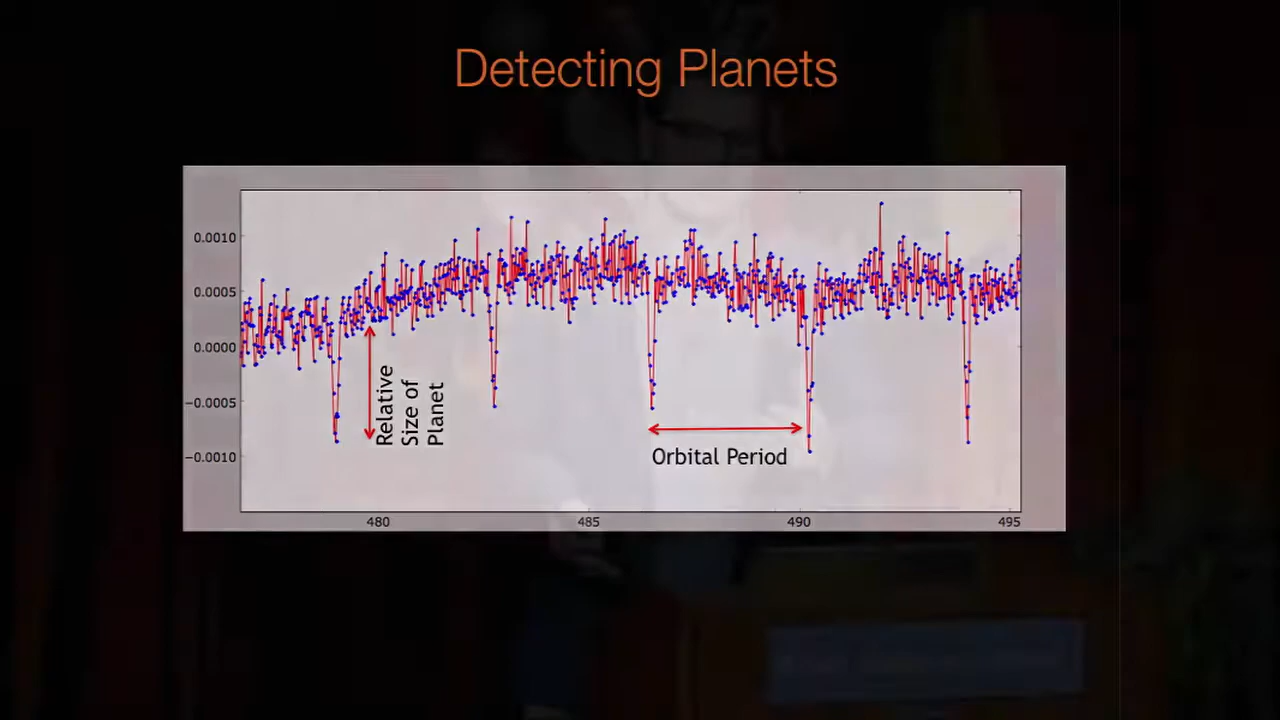 Detecting Planets
0.0010
0.0005
0.0000
−0.0005
−0.0010
Relative
Size of
Planet
Orbital Period
480
485
490
495